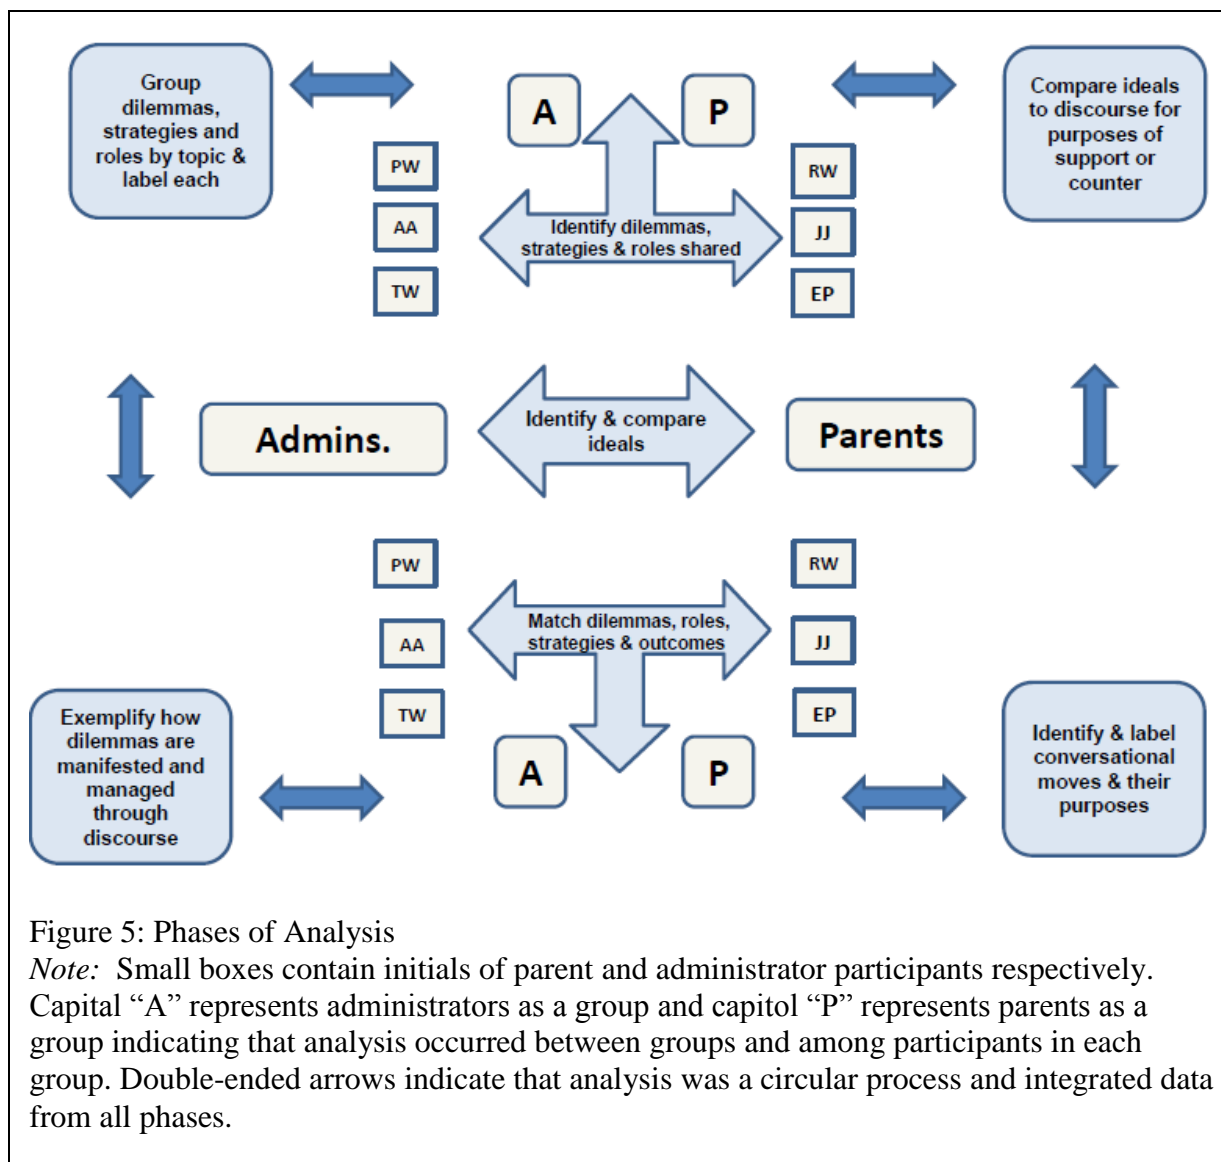 Group
dilemmas,
strategies and
roles by topic &
label each
A
P
Compare ideals
to discourse for
purposes of
support or
counter
PW
AA
TW
Identify dilemmas,
strategies & roles shared
RW
JJ
EP
Admins.
Identify & compare
ideals
Parents
PW
AA
TW
Match dilemmas, roles,
strategies & outcomes
RW
JJ
EP
Exemplify how
dilemmas are
manifested and
managed
through
discourse
A
P
Identify & label
conversational
moves & their
purposes
Figure 5: Phases of Analysis
Note: Small boxes contain initials of parent and administrator participants respectively.
Capital “A” represents administrators as a group and capitol “P” represents parents as a
group indicating that analysis occurred between groups and among participants in each
group. Double-ended arrows indicate that analysis was a circular process and integrated data
from all phases.